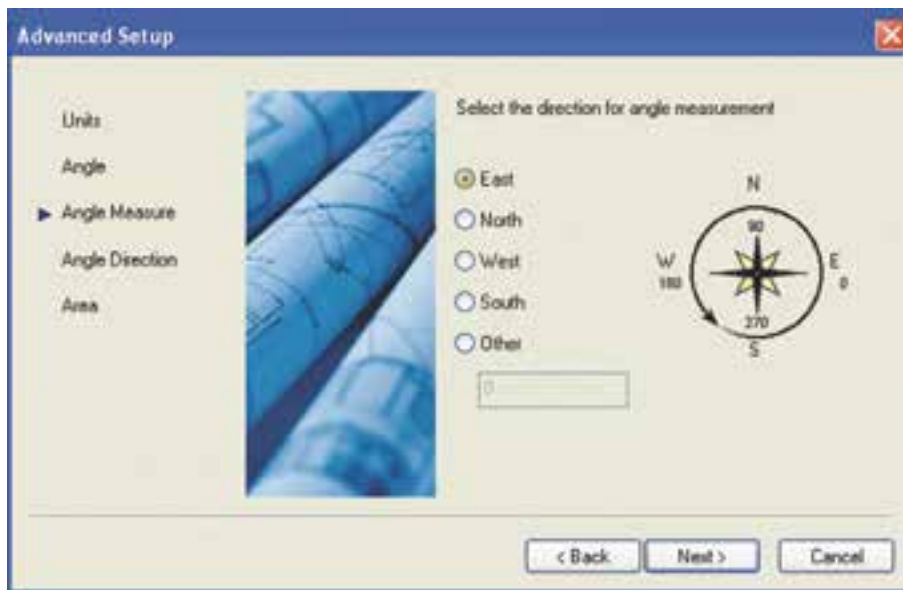 Advanced Setup
Units
Angle
Angle Measure
Angle Direction
Area
Select the direction for angle measurement
East
North
West
South
Other
0
N
90
W
180
E
0
270
S
< Back
Next >
Cancel